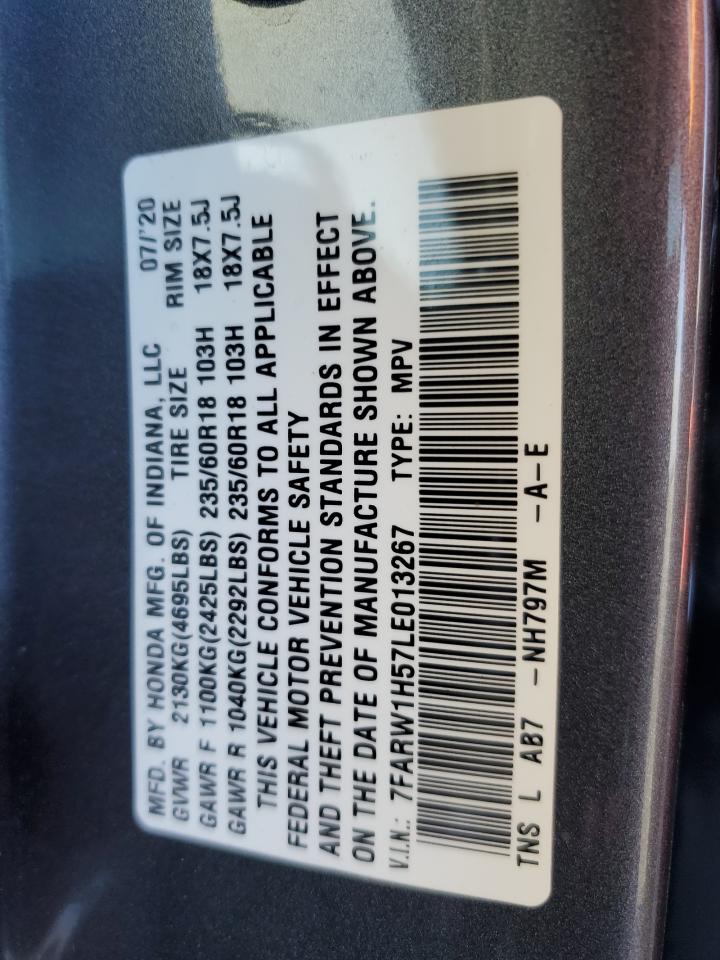 MFD. BY HONDA MFG. OF INDIANA, LLC 07/'20
GVWR 2130KG(4695LBS) TIRE SIZE RIM SIZE
GAWR F 1100KG(2425LBS) 235/60R18 103H 18X7.5J
GAWR R 1040KG(2292LBS) 235/60R18 103H 18X7.5J
THIS VEHICLE CONFORMS TO ALL APPLICABLE
FEDERAL MOTOR VEHICLE SAFETY
AND THEFT PREVENTION STANDARDS IN EFFECT
ON THE DATE OF MANUFACTURE SHOWN ABOVE.
V.I.N.: 7FARW1H57LE013267 TYPE: MPV
TNS L AB7 -NH797M -A-E